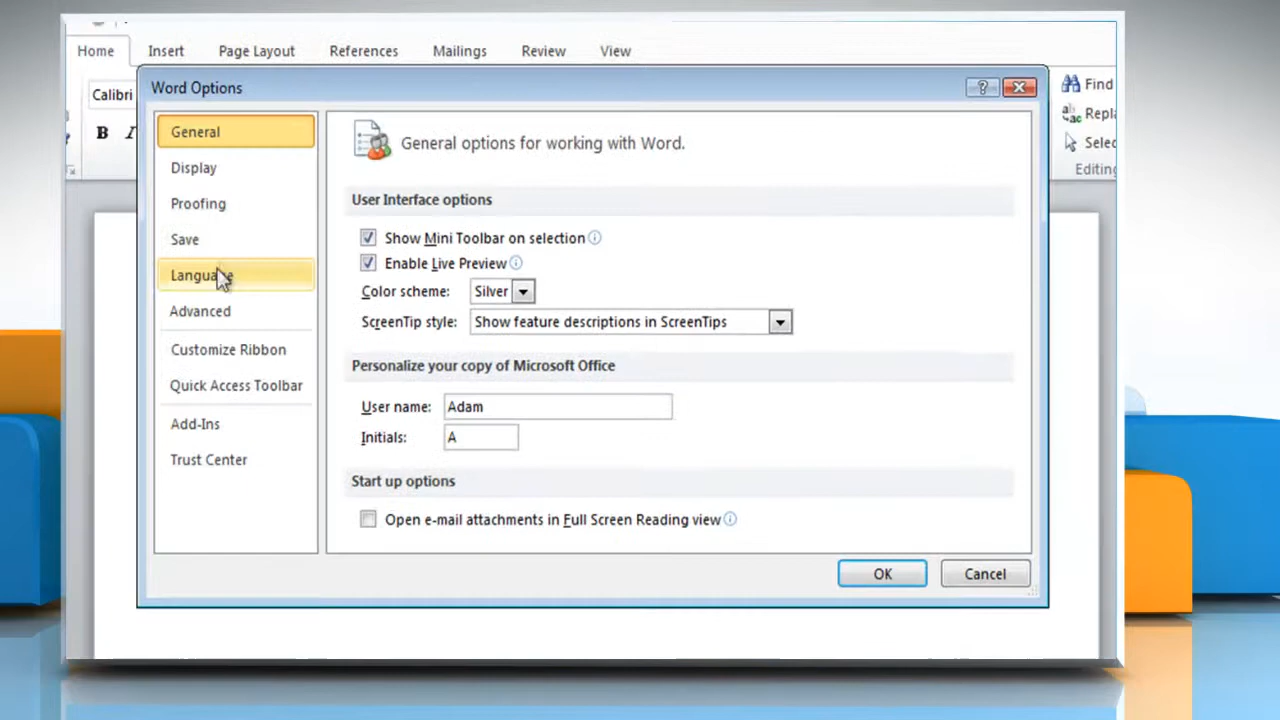 Home Insert Page Layout References Mailings Review View
Word Options
Calibri
Find
B I
General
Display
Proofing
Save
Language
Advanced
Customize Ribbon
Quick Access Toolbar
Add-Ins
Trust Center
General options for working with Word.
User Interface options
Show Mini Toolbar on selection
Enable Live Preview
Color scheme: Silver
ScreenTip style: Show feature descriptions in ScreenTips
Personalize your copy of Microsoft Office
User name: Adam
Initials: A
Start up options
Open e-mail attachments in Full Screen Reading view
OK Cancel
Repla
Selec
Editing